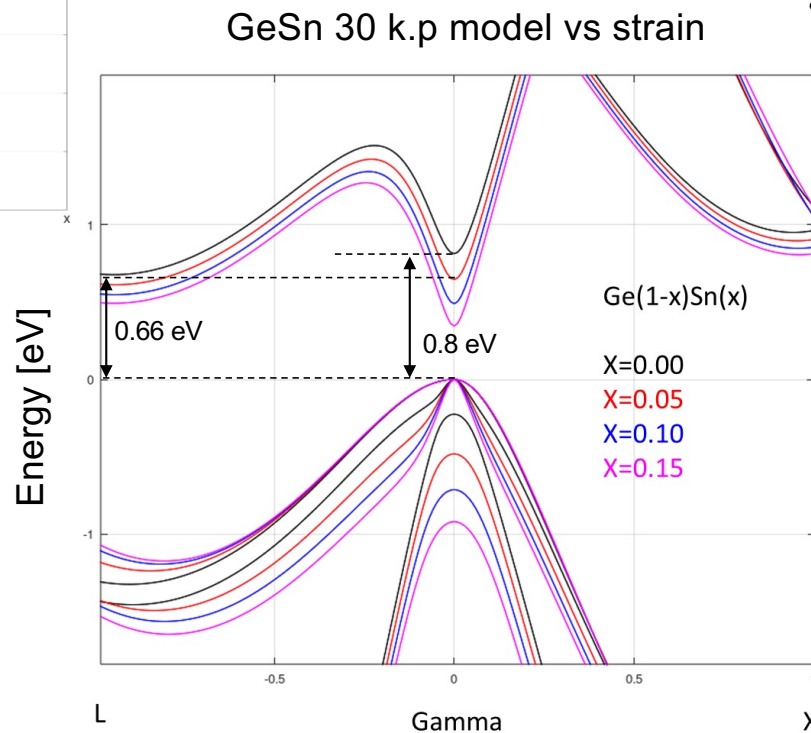 GeSn 30 k.p model vs strain
x
Energy [eV]
1
0
-1
0.66 eV
0.8 eV
Ge(1-x)Sn(x)
X=0.00
X=0.05
X=0.10
X=0.15
-0.5
0
0.5
L
Gamma
X